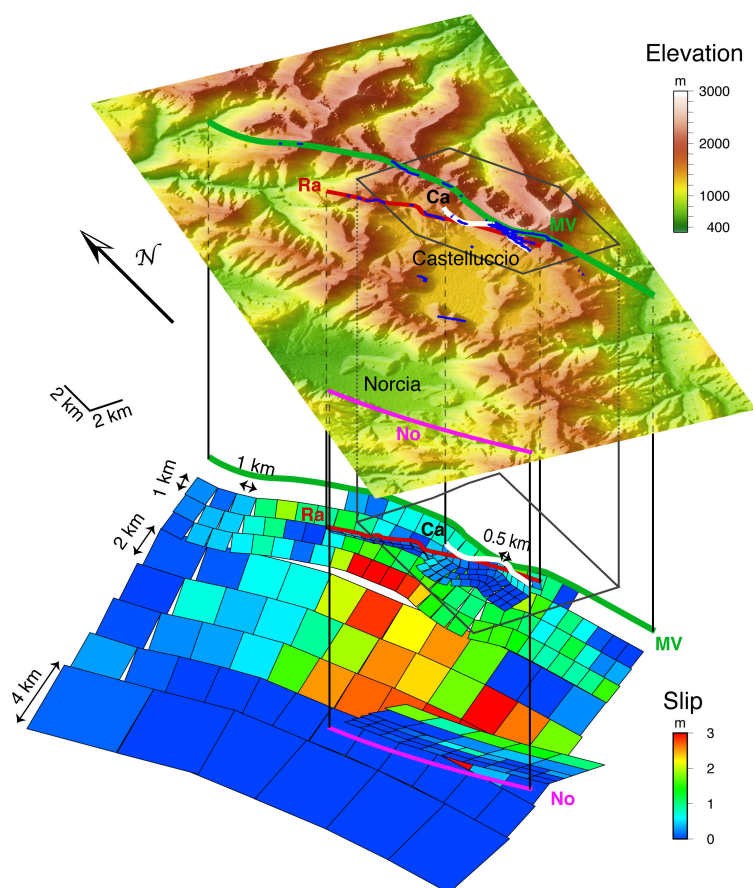 Elevation
m
3000
2000
1000
400
Ra
Ca
MV
Castelluccio
N
2 km
2 km
Norcia
No
1 km
1 km
Ra
Ca
0.5 km
2 km
MV
4 km
Slip
m
3
2
1
0
No